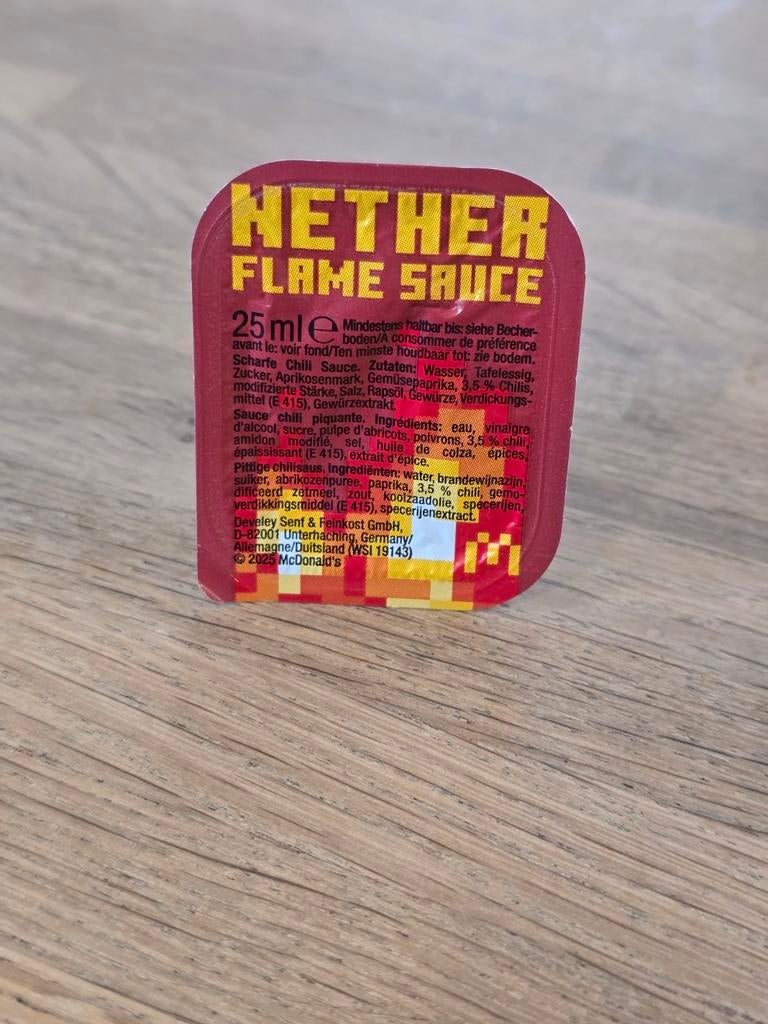 NETHER
FLAME SAUCE
25 ml ℮ Mindestens haltbar bis: siehe Becher-
boden/A consommer de préférence
avant le: voir fond/Ten minste houdbaar tot: zie bodem.
Scharfe Chili Sauce. Zutaten: Wasser, Tafelessig,
Zucker, Aprikosenmark, Gemüsepaprika, 3,5 % Chilis,
modifizierte Stärke, Salz, Rapsöl, Gewürze, Verdickungs-
mittel (E 415), Gewürzextrakt.
Sauce chili piquante. Ingrédients: eau, vinaigre
d'alcool, sucre, pulpe d'abricots, poivrons, 3,5 % chili,
amidon modifié, sel, huile de colza, épices,
épaississant (E 415), extrait d'épice.
Pittige chilisaus. Ingrediënten: water, brandewijnazijn,
suiker, abrikozenpuree, paprika, 3,5 % chili, gemo-
dificeerd zetmeel, zout, koolzaadolie, specerijen,
verdikkingsmiddel (E 415), specerijenextract.
Develey Senf & Feinkost GmbH,
D-82001 Unterhaching, Germany/
Allemagne/Duitsland (WSI 19143)
© 2025 McDonald's